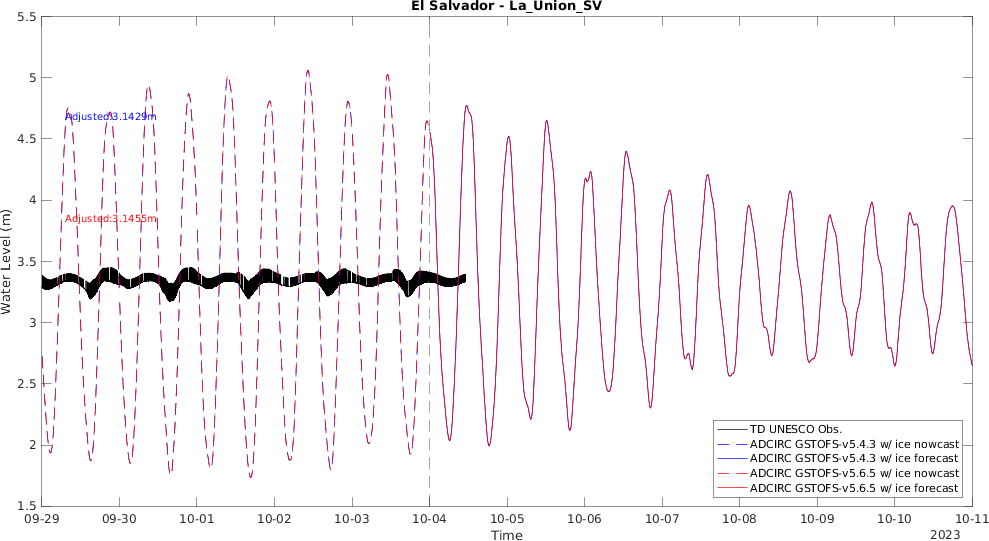 El Salvador - La_Union_SV
5.5
5
4.5
4
3.5
3
2.5
2
1.5
Water Level (m)
Adjusted:3.1429m
Adjusted:3.1455m
TD UNESCO Obs.
ADCIRC GSTOFS-v5.4.3 w/ ice nowcast
ADCIRC GSTOFS-v5.4.3 w/ ice forecast
ADCIRC GSTOFS-v5.6.5 w/ ice nowcast
ADCIRC GSTOFS-v5.6.5 w/ ice forecast
09-29 09-30 10-01 10-02 10-03 10-04 10-05 10-06 10-07 10-08 10-09 10-10 10-11
Time
2023